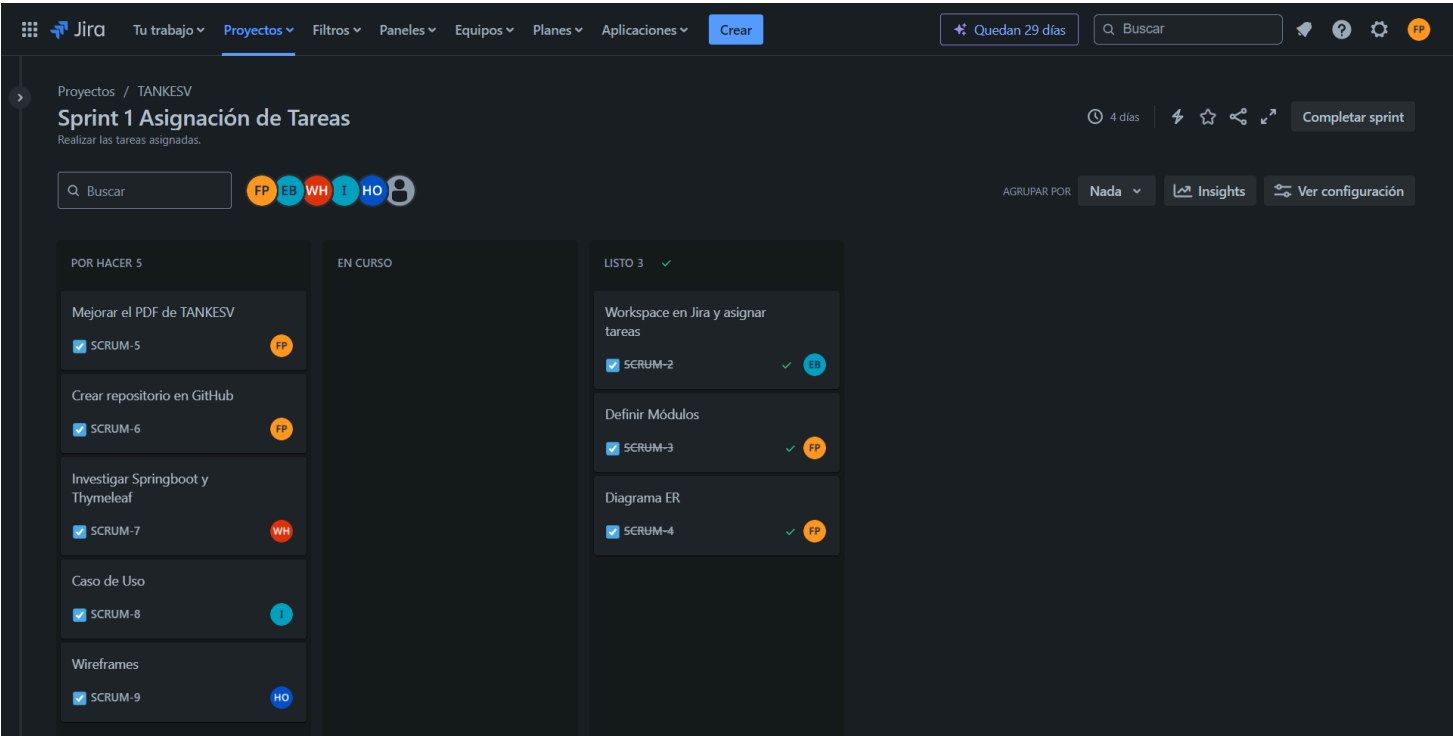 Jira Tu trabajo Proyectos Filtros Paneles Equipos Planes Aplicaciones Crear Quedan 29 días Buscar FP
Proyectos / TANKESV
Sprint 1 Asignación de Tareas
4 días Completar sprint
Realizar las tareas asignadas.
Buscar FP EB WH I HO AGRUPAR POR Nada Insights Ver configuración
POR HACER 5
Mejorar el PDF de TANKESV
SCRUM-5 FP
Crear repositorio en GitHub
SCRUM-6 FP
Investigar Springboot y
Thymeleaf
SCRUM-7 WH
Caso de Uso
SCRUM-8 I
Wireframes
SCRUM-9 HO
EN CURSO
LISTO 3
Workspace en Jira y asignar
tareas
SCRUM-2 EB
Definir Módulos
SCRUM-3 FP
Diagrama ER
SCRUM-4 FP